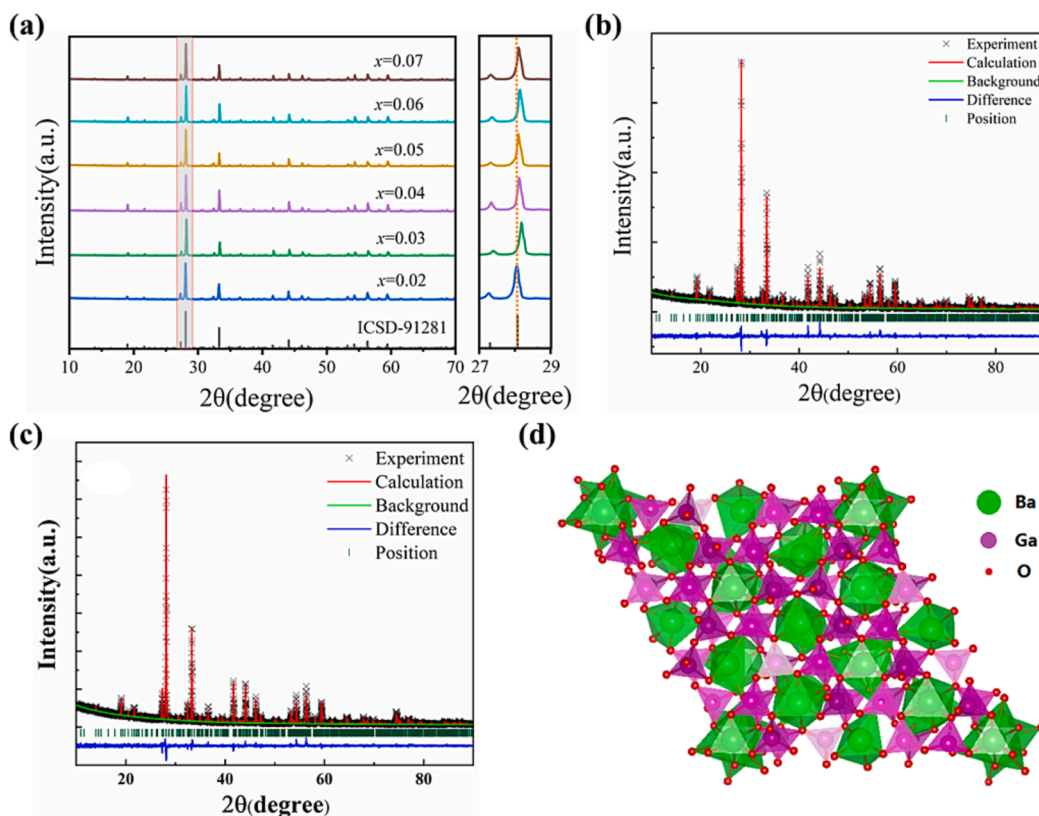 (a)
Intensity(a.u.)
x=0.07
x=0.06
x=0.05
x=0.04
x=0.03
x=0.02
ICSD-91281
10 20 30 40 50 60 70
2θ(degree)
27 29
2θ(degree)
(b)
Intensity(a.u.)
Experiment
Calculation
Background
Difference
Position
20 40 60 80
2θ(degree)
(c)
Intensity(a.u.)
Experiment
Calculation
Background
Difference
Position
20 40 60 80
2θ(degree)
(d)
Ba
Ga
O